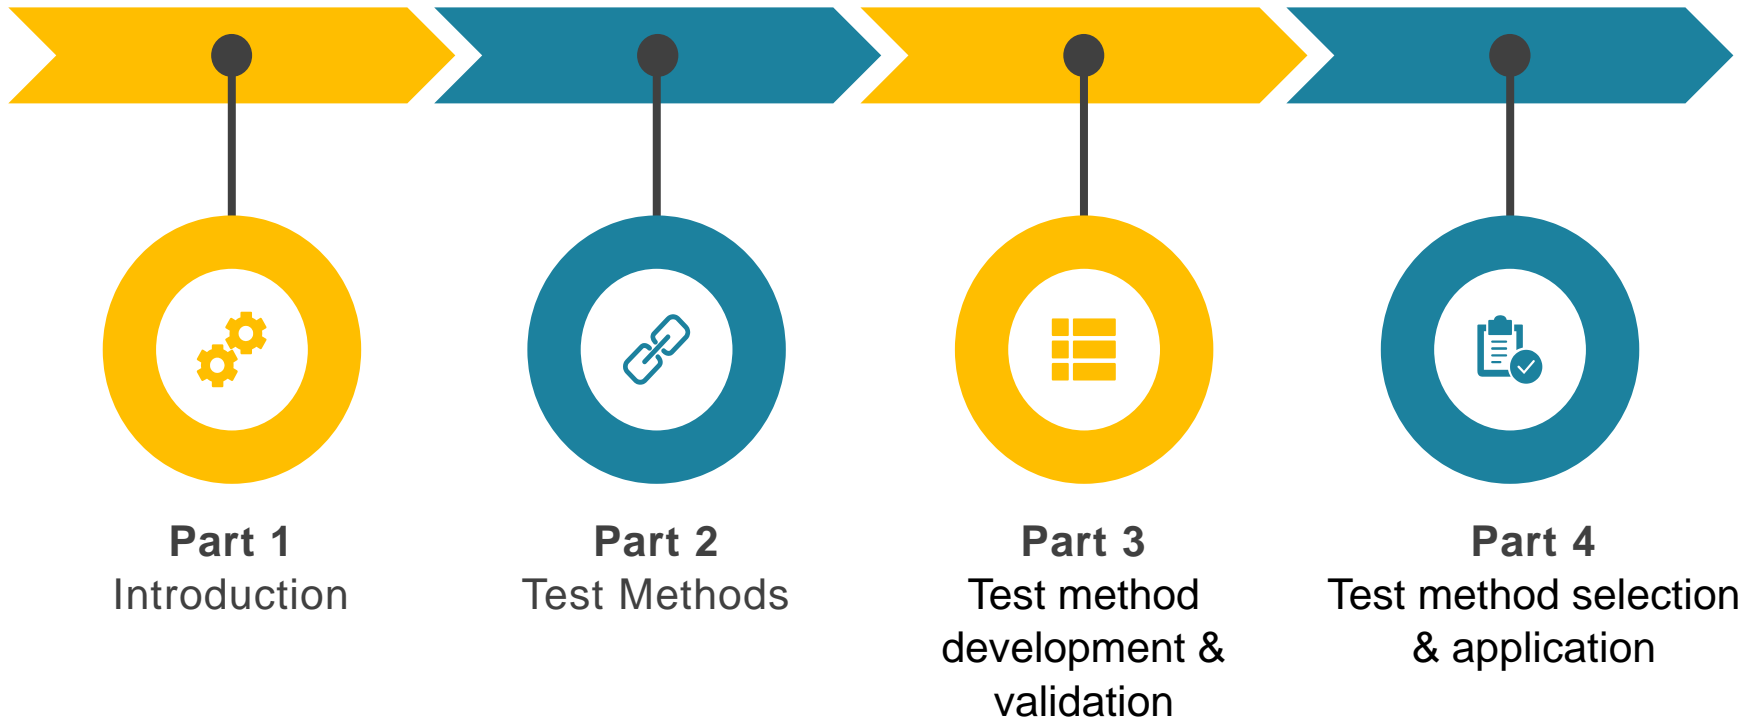 Part 1
Introduction
Part 2
Test Methods
Part 3
Test method
development &
validation
Part 4
Test method selection
& application